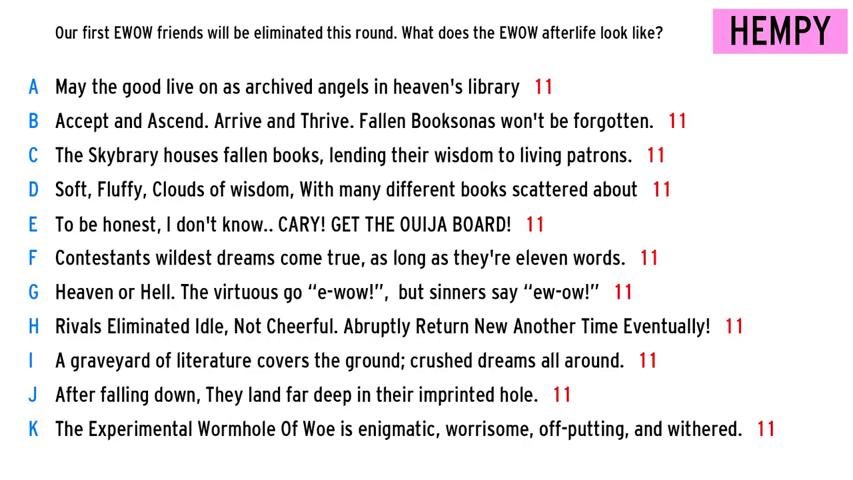 Our first EWOW friends will be eliminated this round. What does the EWOW afterlife look like?
HEMPY
A May the good live on as archived angels in heaven's library 11
B Accept and Ascend. Arrive and Thrive. Fallen Booksonas won't be forgotten. 11
C The Skybrary houses fallen books, lending their wisdom to living patrons. 11
D Soft, Fluffy, Clouds of wisdom, With many different books scattered about 11
E To be honest, I don't know.. CARY! GET THE OUIJA BOARD! 11
F Contestants wildest dreams come true, as long as they're eleven words. 11
G Heaven or Hell. The virtuous go “e-wow!”, but sinners say “ew-ow!” 11
H Rivals Eliminated Idle, Not Cheerful. Abruptly Return New Another Time Eventually! 11
I A graveyard of literature covers the ground; crushed dreams all around. 11
J After falling down, They land far deep in their imprinted hole. 11
K The Experimental Wormhole Of Woe is enigmatic, worrisome, off-putting, and withered. 11